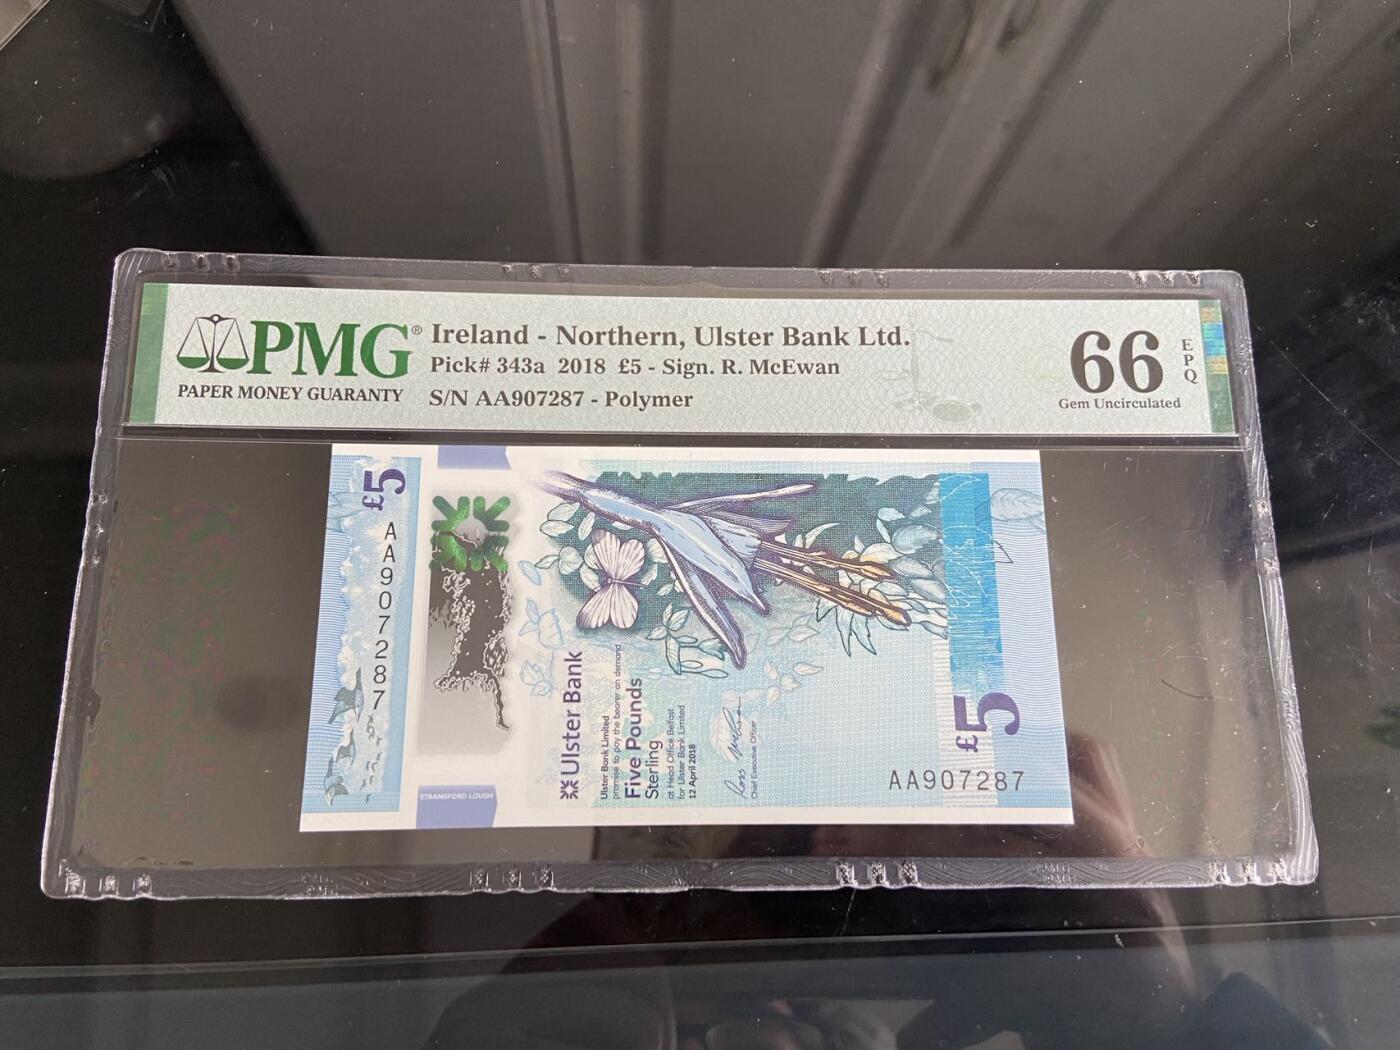 PMG®
PAPER MONEY GUARANTY
Ireland - Northern, Ulster Bank Ltd.
Pick# 343a 2018 £5 - Sign. R. McEwan
S/N AA907287 - Polymer
66
EPQ
Gem Uncirculated
£5
AA907287
STRANGFORD LOUGH
Ulster Bank
Ulster Bank Limited
promise to pay the bearer on demand
Five Pounds
Sterling
at Head Office Belfast
for Ulster Bank Limited
12 April 2018
Chief Executive Officer
£5
AA907287